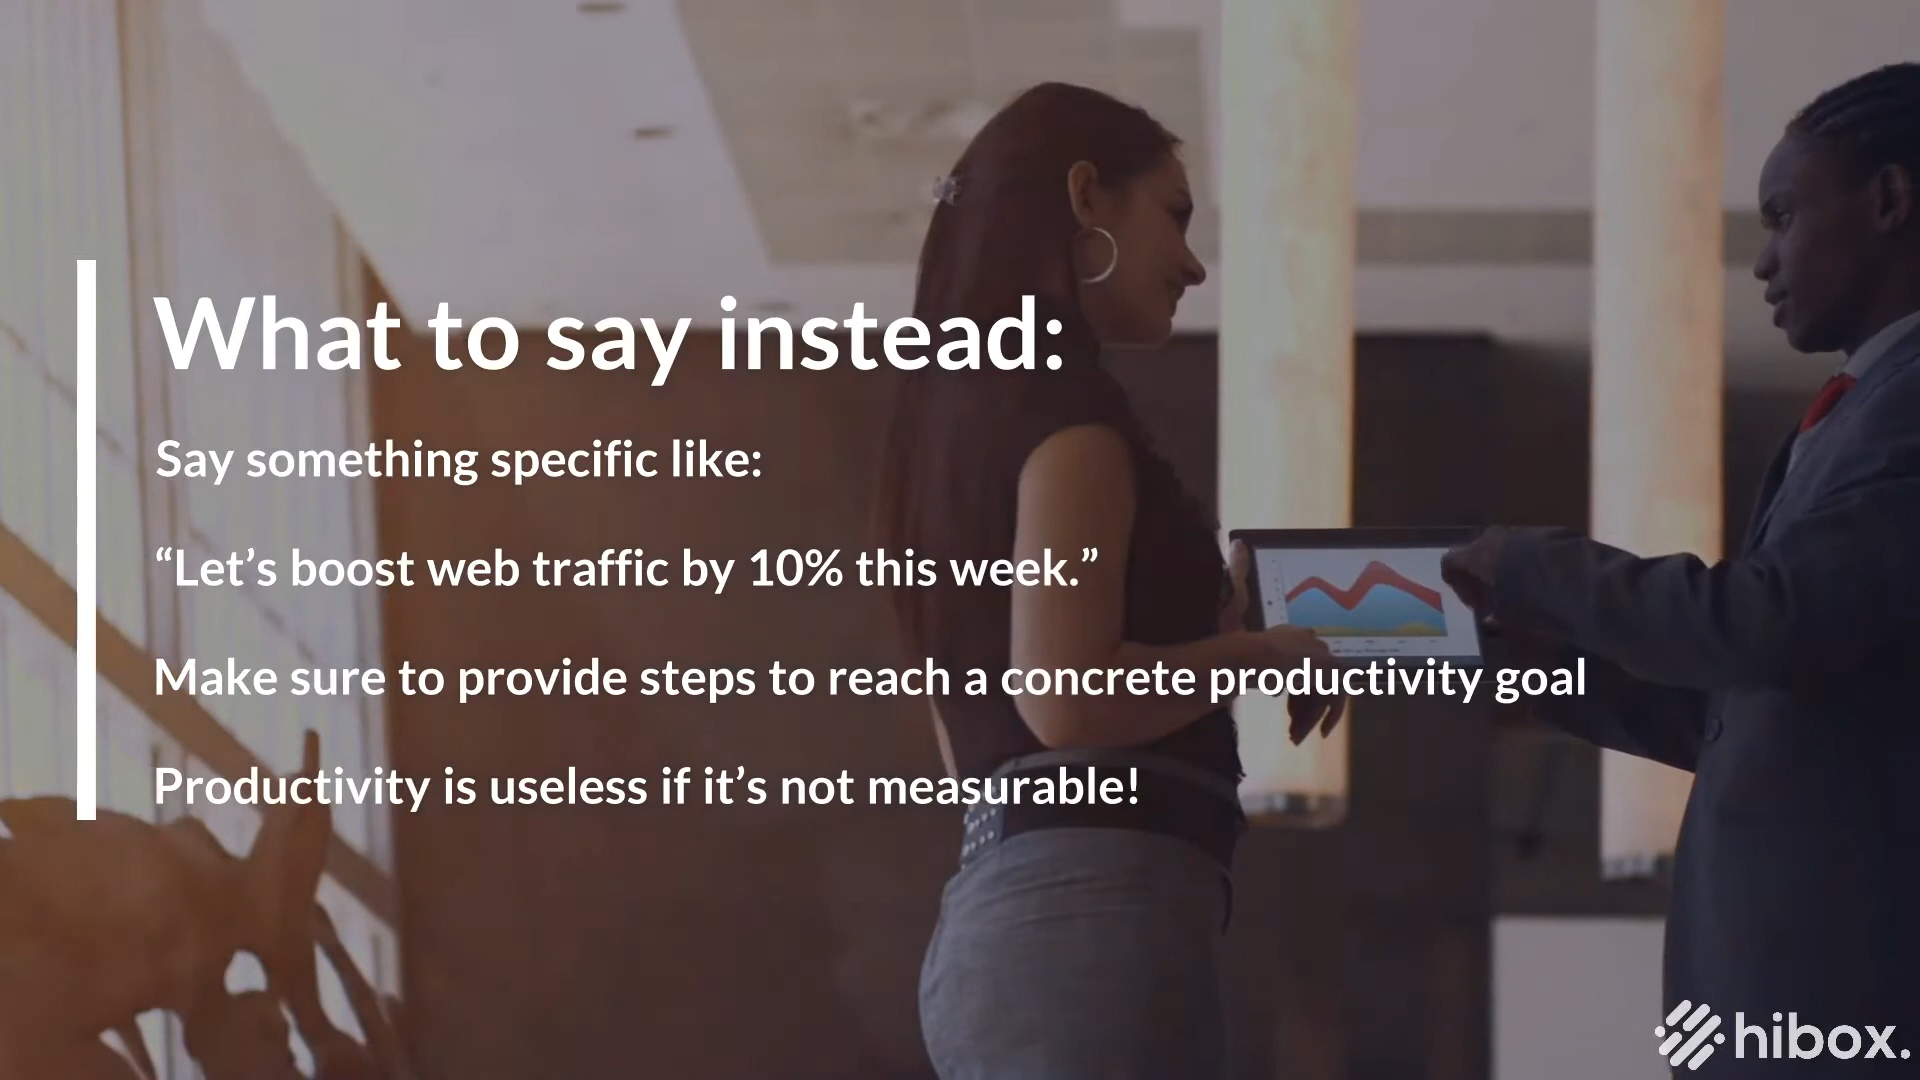 What to say instead:
Say something specific like:
“Let’s boost web traffic by 10% this week.”
Make sure to provide steps to reach a concrete productivity goal
Productivity is useless if it’s not measurable!
hibox.